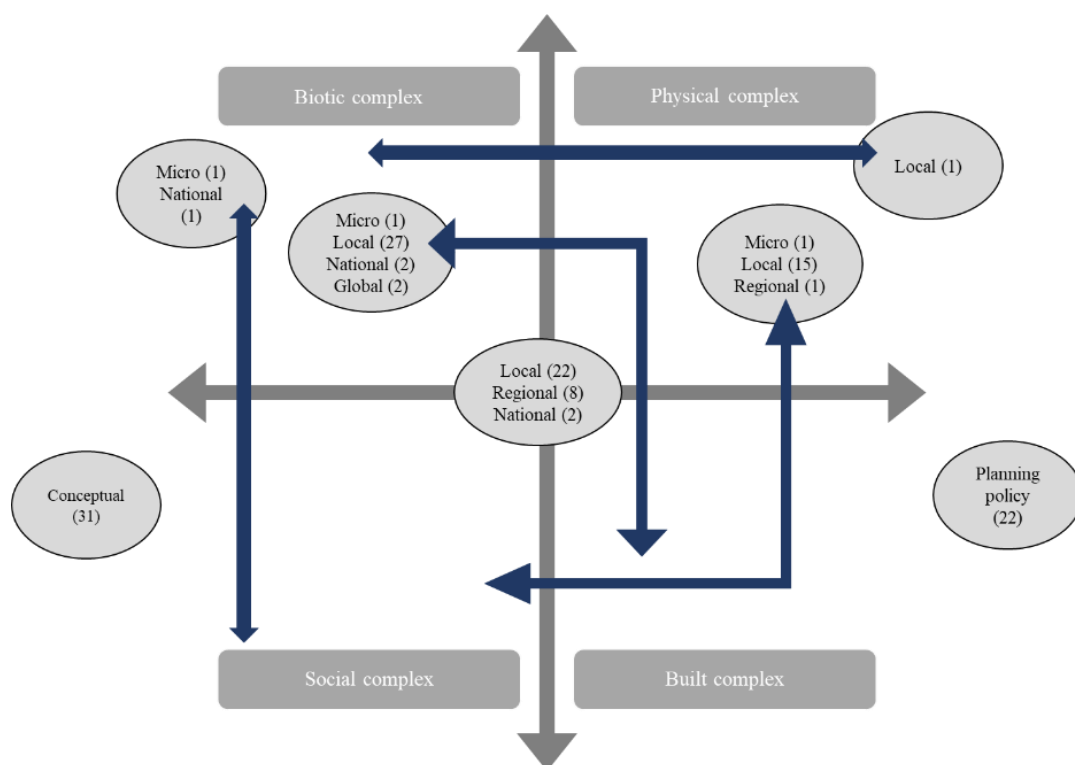 Biotic complex
Physical complex
Micro (1)
National
(1)
Local (1)
Micro (1)
Local (27)
National (2)
Global (2)
Micro (1)
Local (15)
Regional (1)
Local (22)
Regional (8)
National (2)
Conceptual
(31)
Planning
policy
(22)
Social complex
Built complex